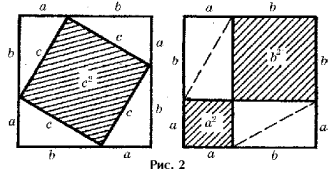 a b a b
b c c a b b² b
c²
a c c b a a² a
b a a b
Рис. 2